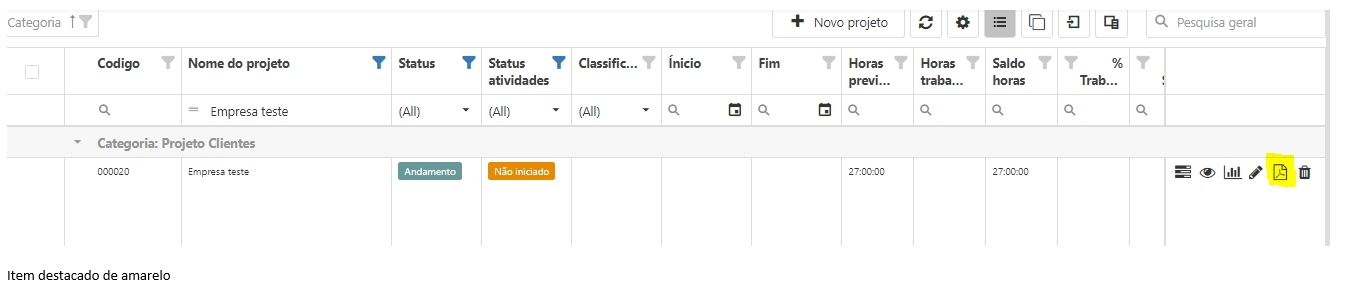 Categoria
Novo projeto
Pesquisa geral
Codigo
Nome do projeto
Status
Status
atividades
Classific...
Ínicio
Fim
Horas
previ...
Horas
traba...
Saldo
horas
%
Trab...
Empresa teste
(All)
(All)
(All)
Categoria: Projeto Clientes
000020
Empresa teste
Andamento
Não iniciado
27:00:00
27:00:00
Item destacado de amarelo